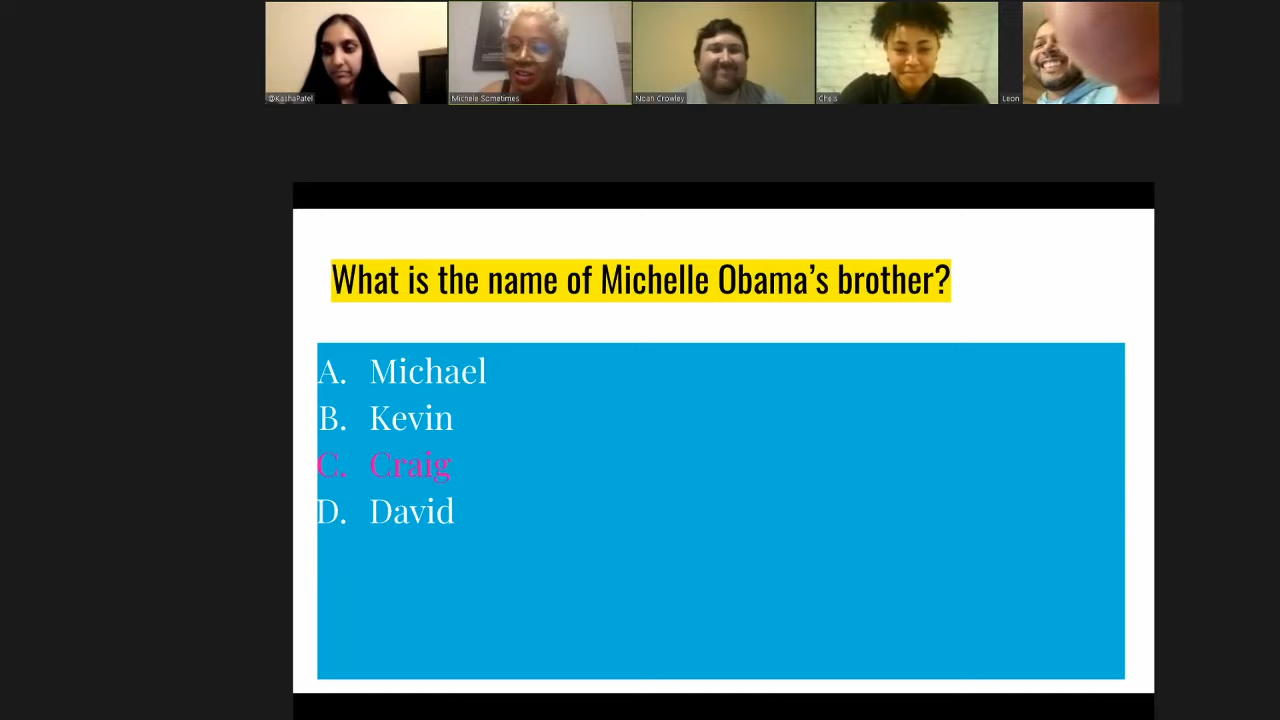 @KashaPatel
Michele Sometimes
Noah Crowley
Leon
What is the name of Michelle Obama’s brother?
A. Michael
B. Kevin
C. Craig
D. David